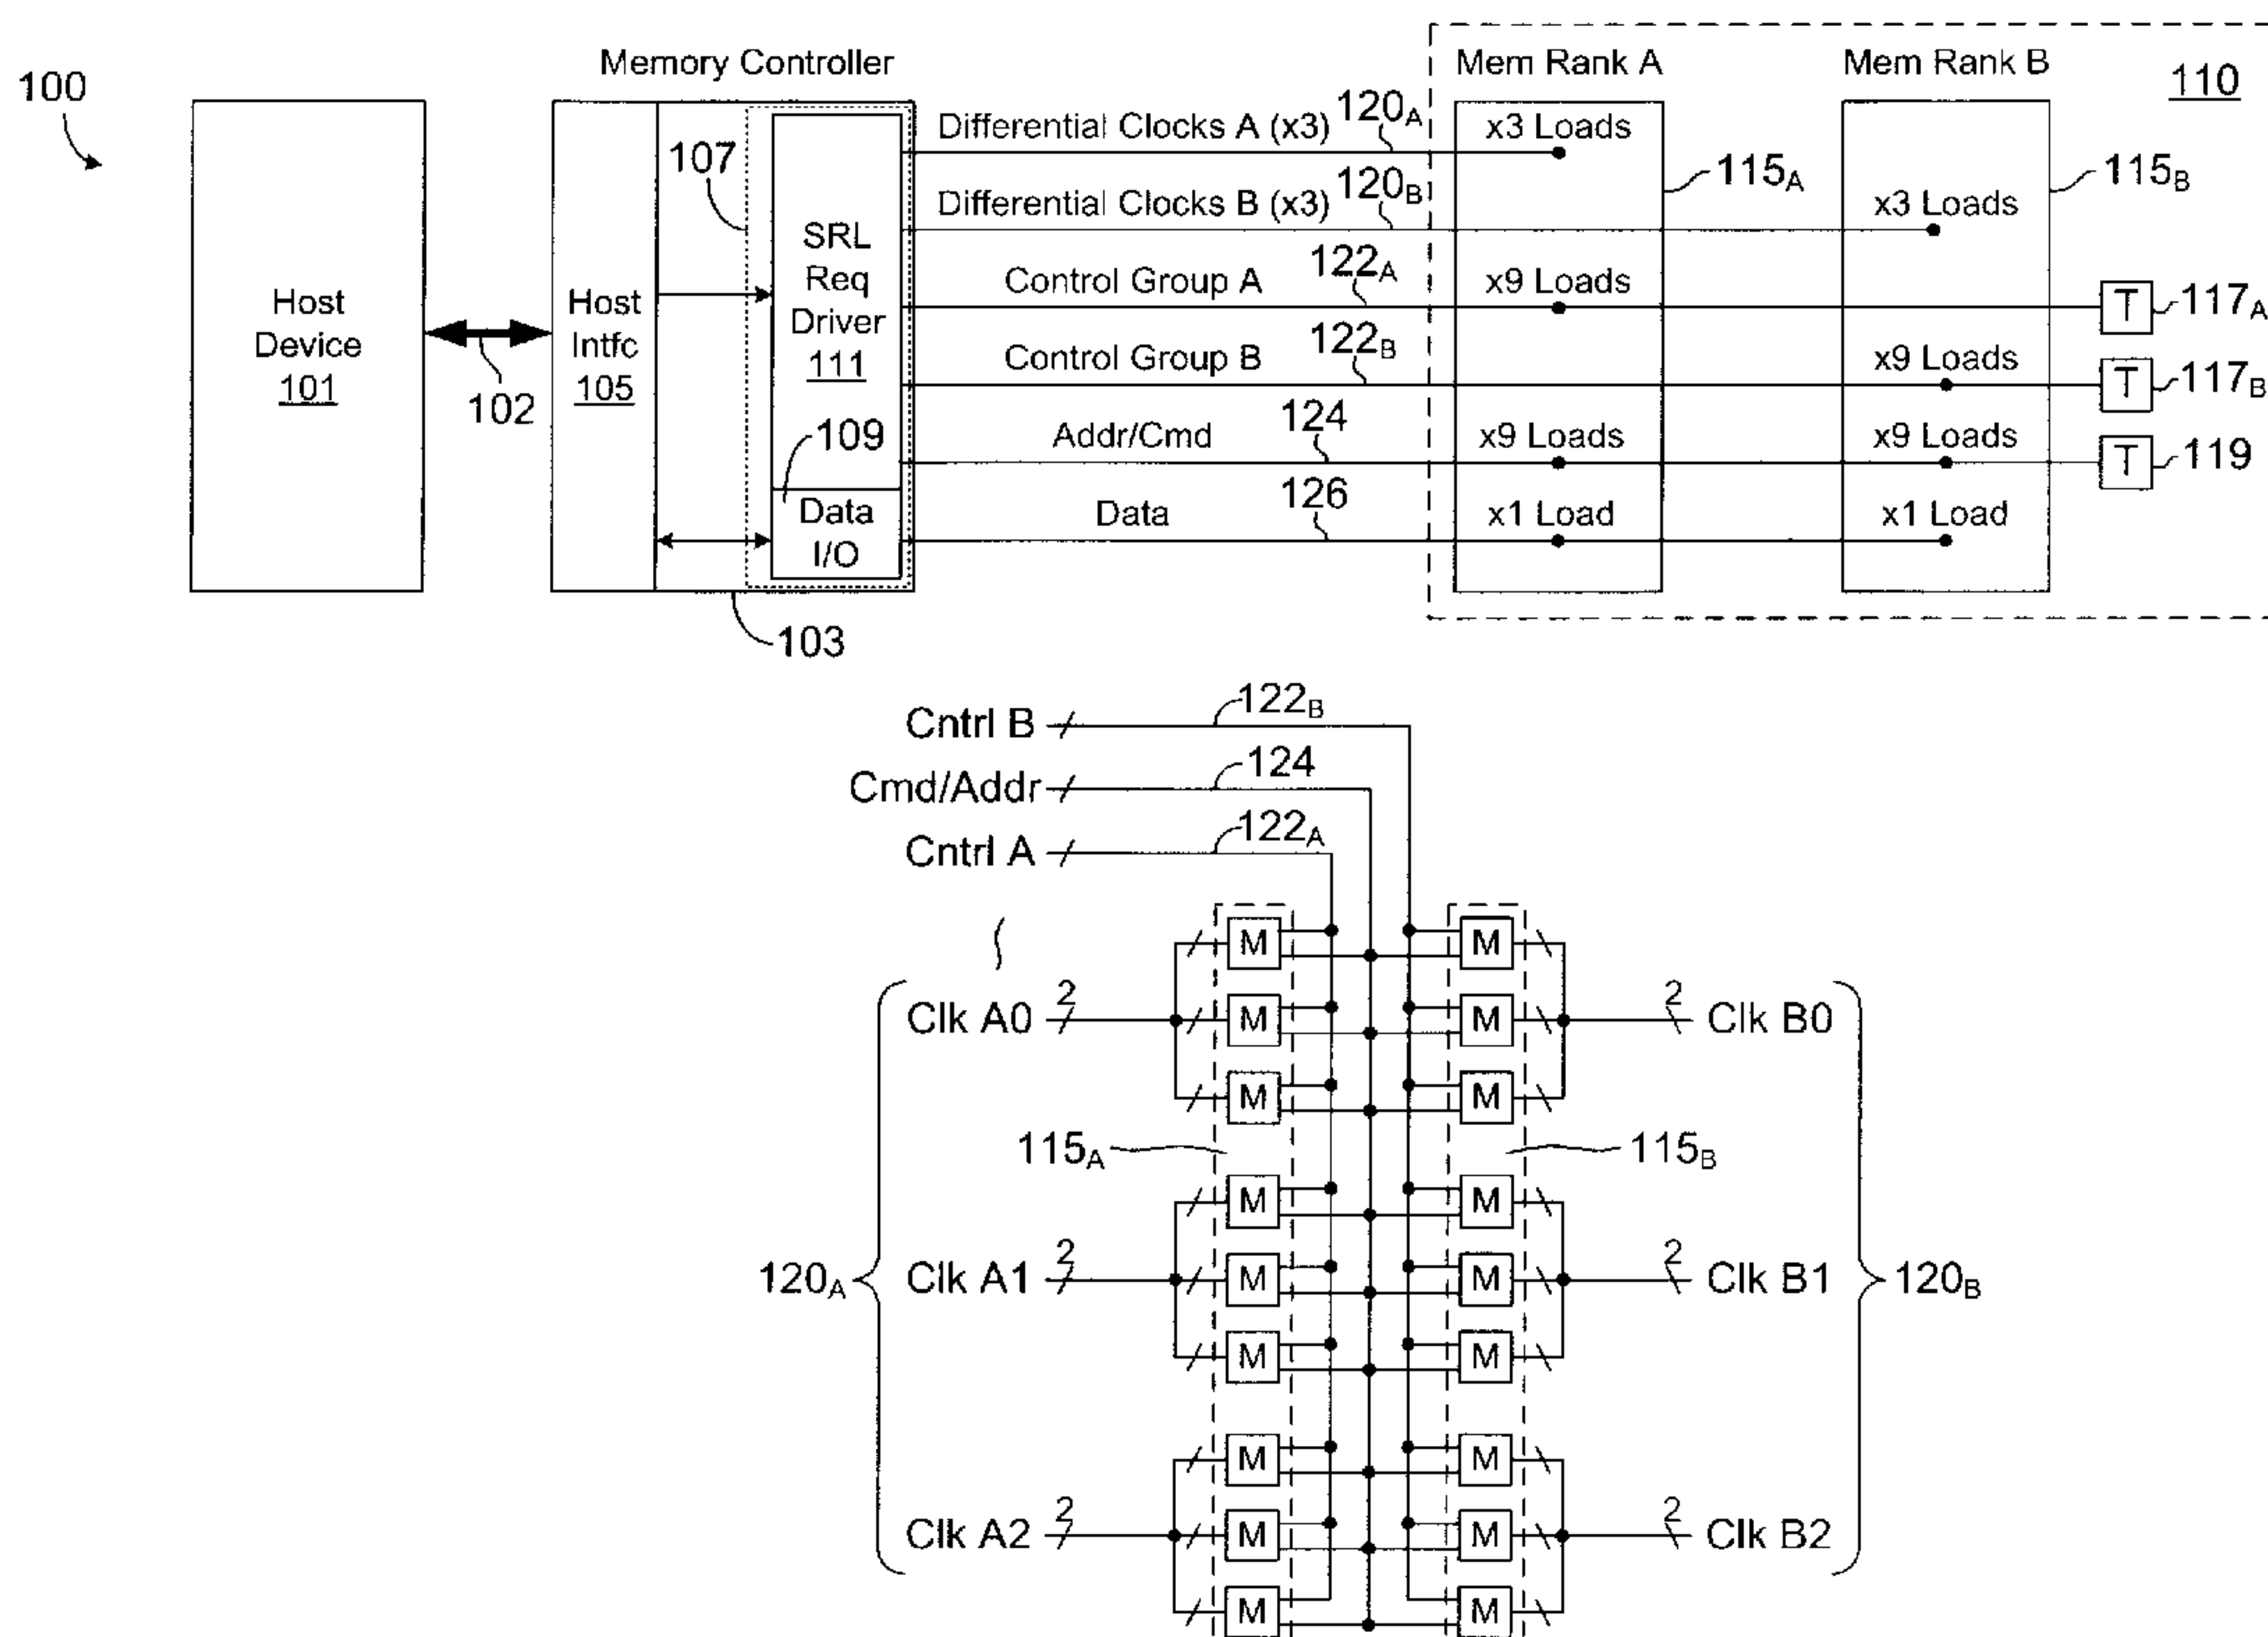 100
Memory Controller
Host
Device
101
102
Host
Intfc
105
107
SRL
Req
Driver
111
109
Data
I/O
103
Differential Clocks A (x3)
120A
Differential Clocks B (x3)
120B
Control Group A
122A
Control Group B
122B
Addr/Cmd
124
Data
126
110
Mem Rank A
x3 Loads
x9 Loads
x9 Loads
x1 Load
115A
Mem Rank B
x3 Loads
x9 Loads
x9 Loads
x1 Load
115B
T
117A
T
117B
T
119
Cntrl B
122B
Cmd/Addr
124
Cntrl A
122A
M M
Clk A0 2 M M 2 Clk B0
M M
115A 115B
M M
120A Clk A1 2 M M 2 Clk B1 120B
M M
M M
Clk A2 2 M M 2 Clk B2
M M